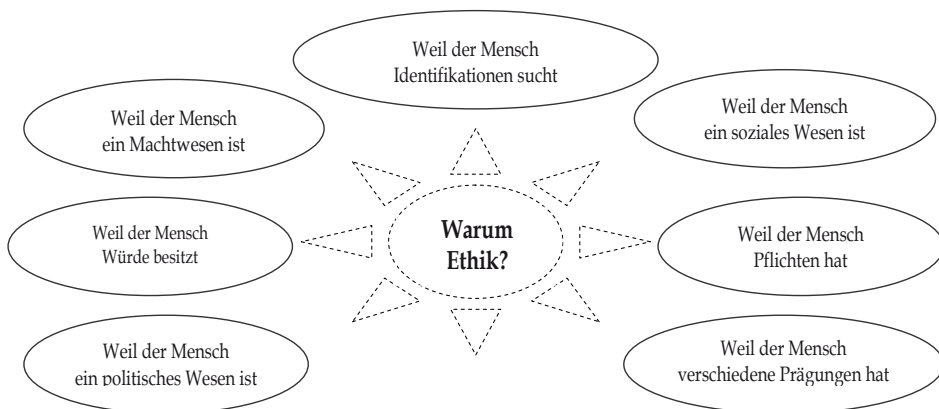 Weil der Mensch
Identifikationen sucht
Weil der Mensch
ein Machtwesen ist
Weil der Mensch
ein soziales Wesen ist
Warum
Ethik?
Weil der Mensch
Würde besitzt
Weil der Mensch
Pflichten hat
Weil der Mensch
ein politisches Wesen ist
Weil der Mensch
verschiedene Prägungen hat